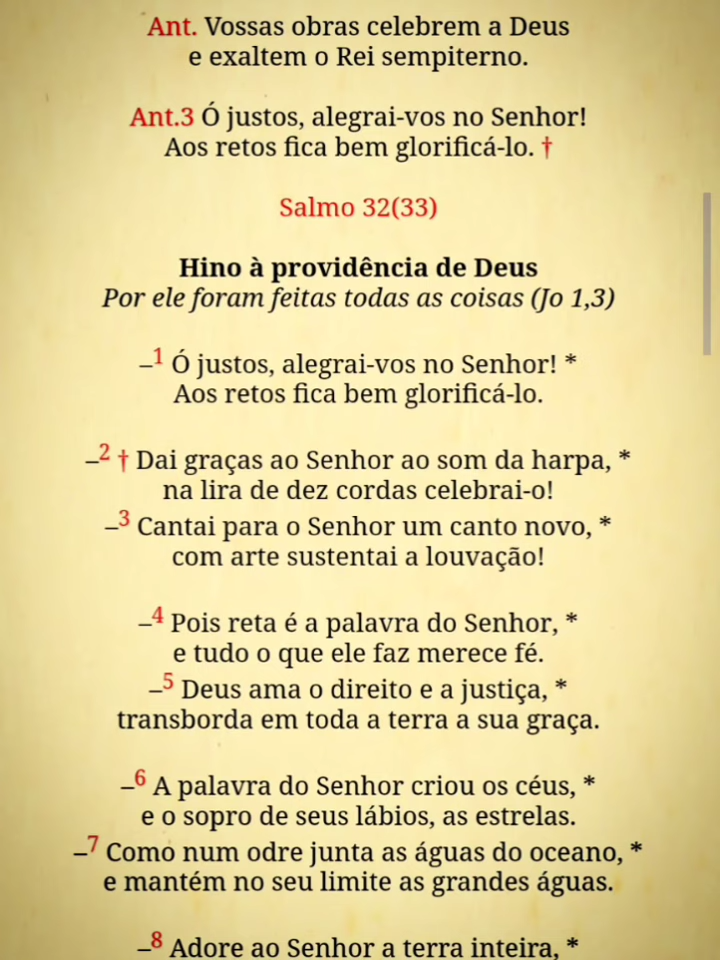 Ant. Vossas obras celebrem a Deus
e exaltem o Rei sempiterno.
Ant.3 Ó justos, alegrai-vos no Senhor!
Aos retos fica bem glorificá-lo. †
Salmo 32(33)
Hino à providência de Deus
Por ele foram feitas todas as coisas (Jo 1,3)
–1 Ó justos, alegrai-vos no Senhor! *
Aos retos fica bem glorificá-lo.
–2 † Dai graças ao Senhor ao som da harpa, *
na lira de dez cordas celebrai-o!
–3 Cantai para o Senhor um canto novo, *
com arte sustentai a louvação!
–4 Pois reta é a palavra do Senhor, *
e tudo o que ele faz merece fé.
–5 Deus ama o direito e a justiça, *
transborda em toda a terra a sua graça.
–6 A palavra do Senhor criou os céus, *
e o sopro de seus lábios, as estrelas.
–7 Como num odre junta as águas do oceano, *
e mantém no seu limite as grandes águas.
–8 Adore ao Senhor a terra inteira, *